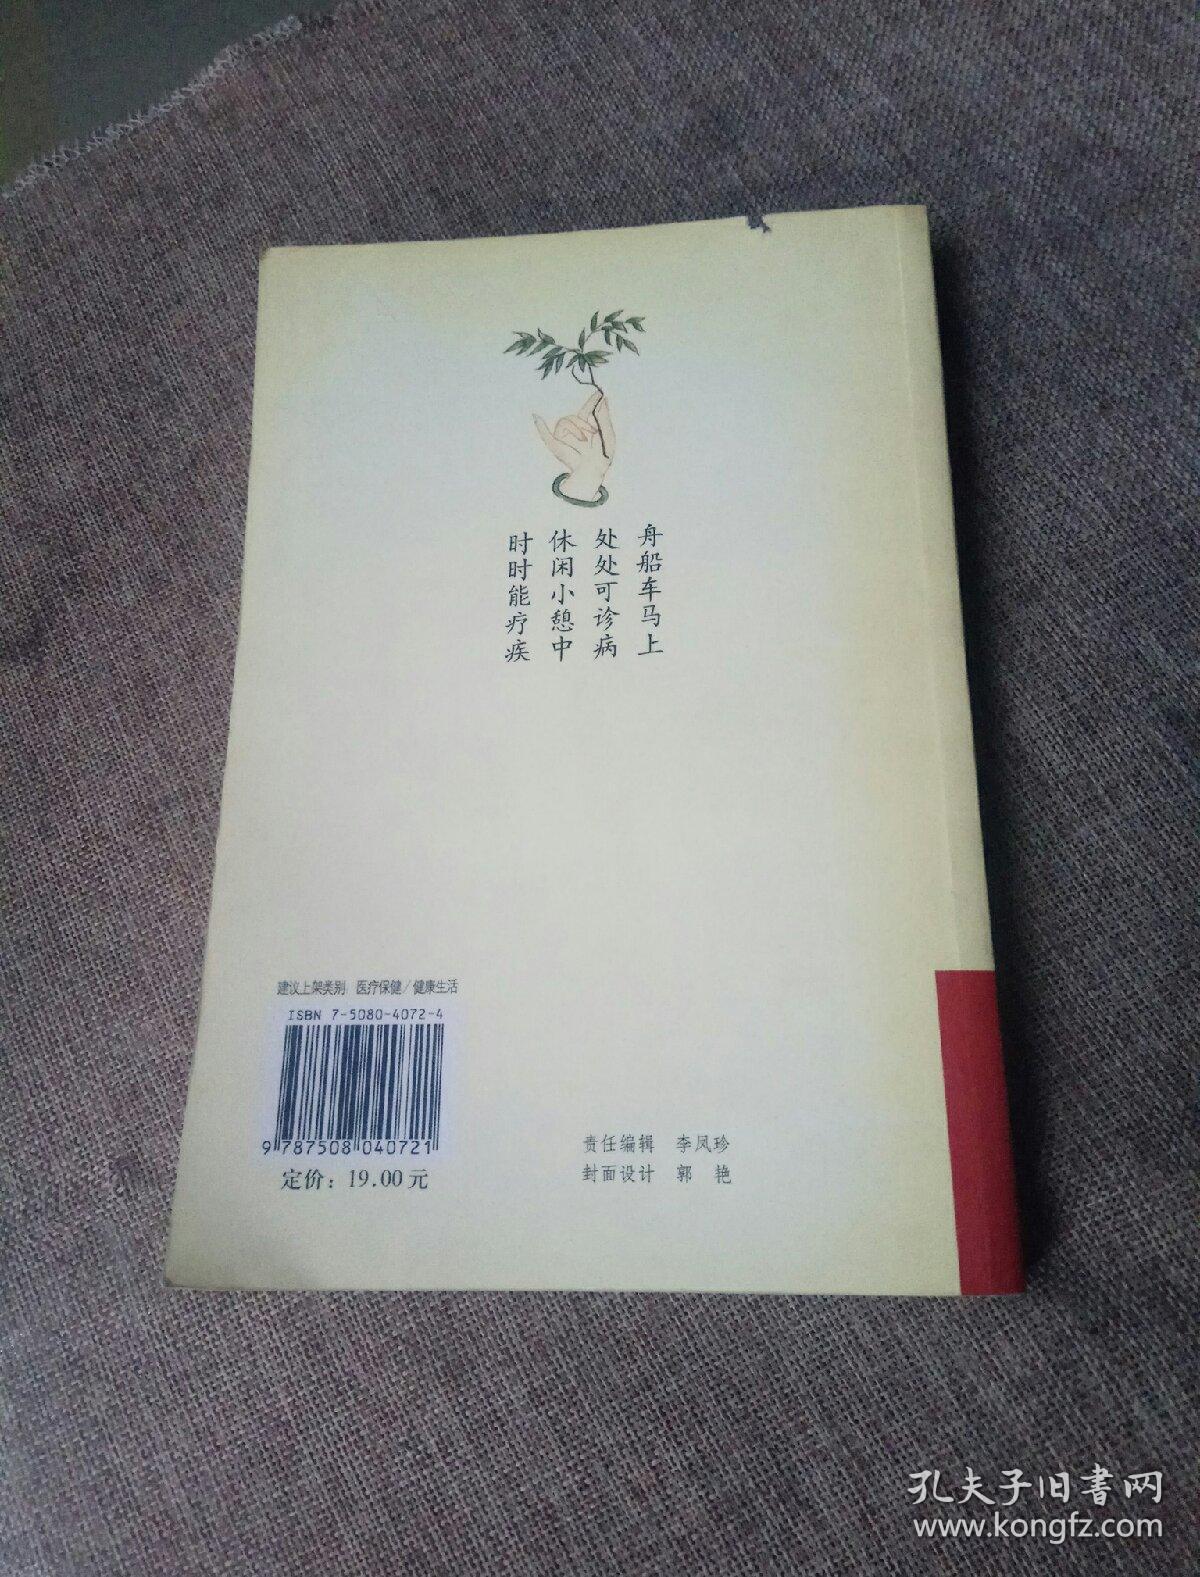 舟船车马上
处处可诊病
休闲小憩中
时时能疗疾
建议上架类别: 医疗保健/健康生活
ISBN 7-5080-4072-4
9 787508 040721
定价: 19.00元
责任编辑 李凤珍
封面设计 郭 艳
孔夫子旧书网
www.kongfz.com